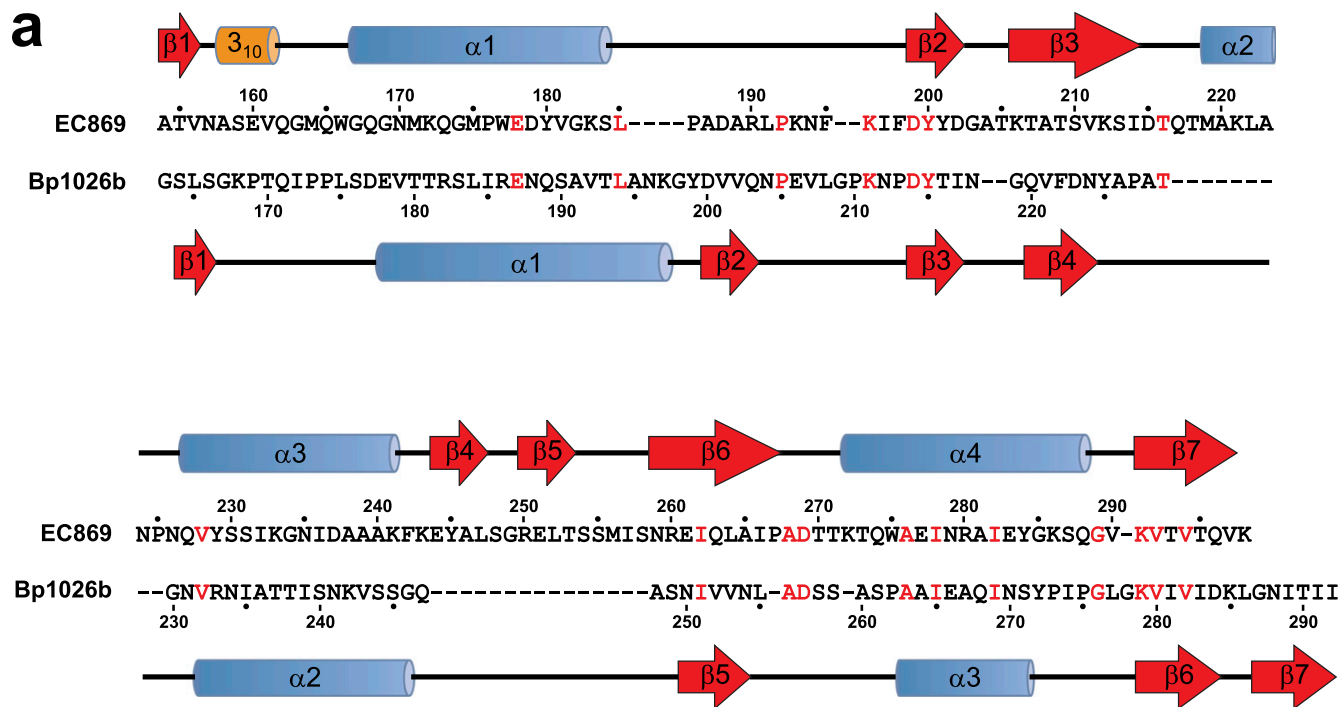 a
β1 3₁₀ α1 β2 β3 α2
160 170 180 190 200 210 220
EC869 ATVNASEVQGMQWGQGNMKQGMPWEDYVGKSL----PADARLPKNF--KIFDYYDGATKTATSVKSIDTQTMAKLA
Bp1026b GSLSGKPTQIPPLSDEVTTRSLIRENQSAVTLANKGYDVVQNPEVLGPKNPDYTIN--GQVFDNYAPAT-------
170 180 190 200 210 220
β1 α1 β2 β3 β4
α3 β4 β5 β6 α4 β7
230 240 250 260 270 280 290
EC869 NPNQVYSSIKGNIDAAAKFKEYALSGRELTSSMISNREIQLAIPADTTKTQWAEINRAIEYGKSQGV-KVTVTQVK
Bp1026b --GNVRNIATTISNKVSSGQ---------------ASNIVVNL-ADSS-ASPAAIEAQINSYPIPGLGKVIVIDKLGNITII
230 240 250 260 270 280 290
α2 β5 α3 β6 β7